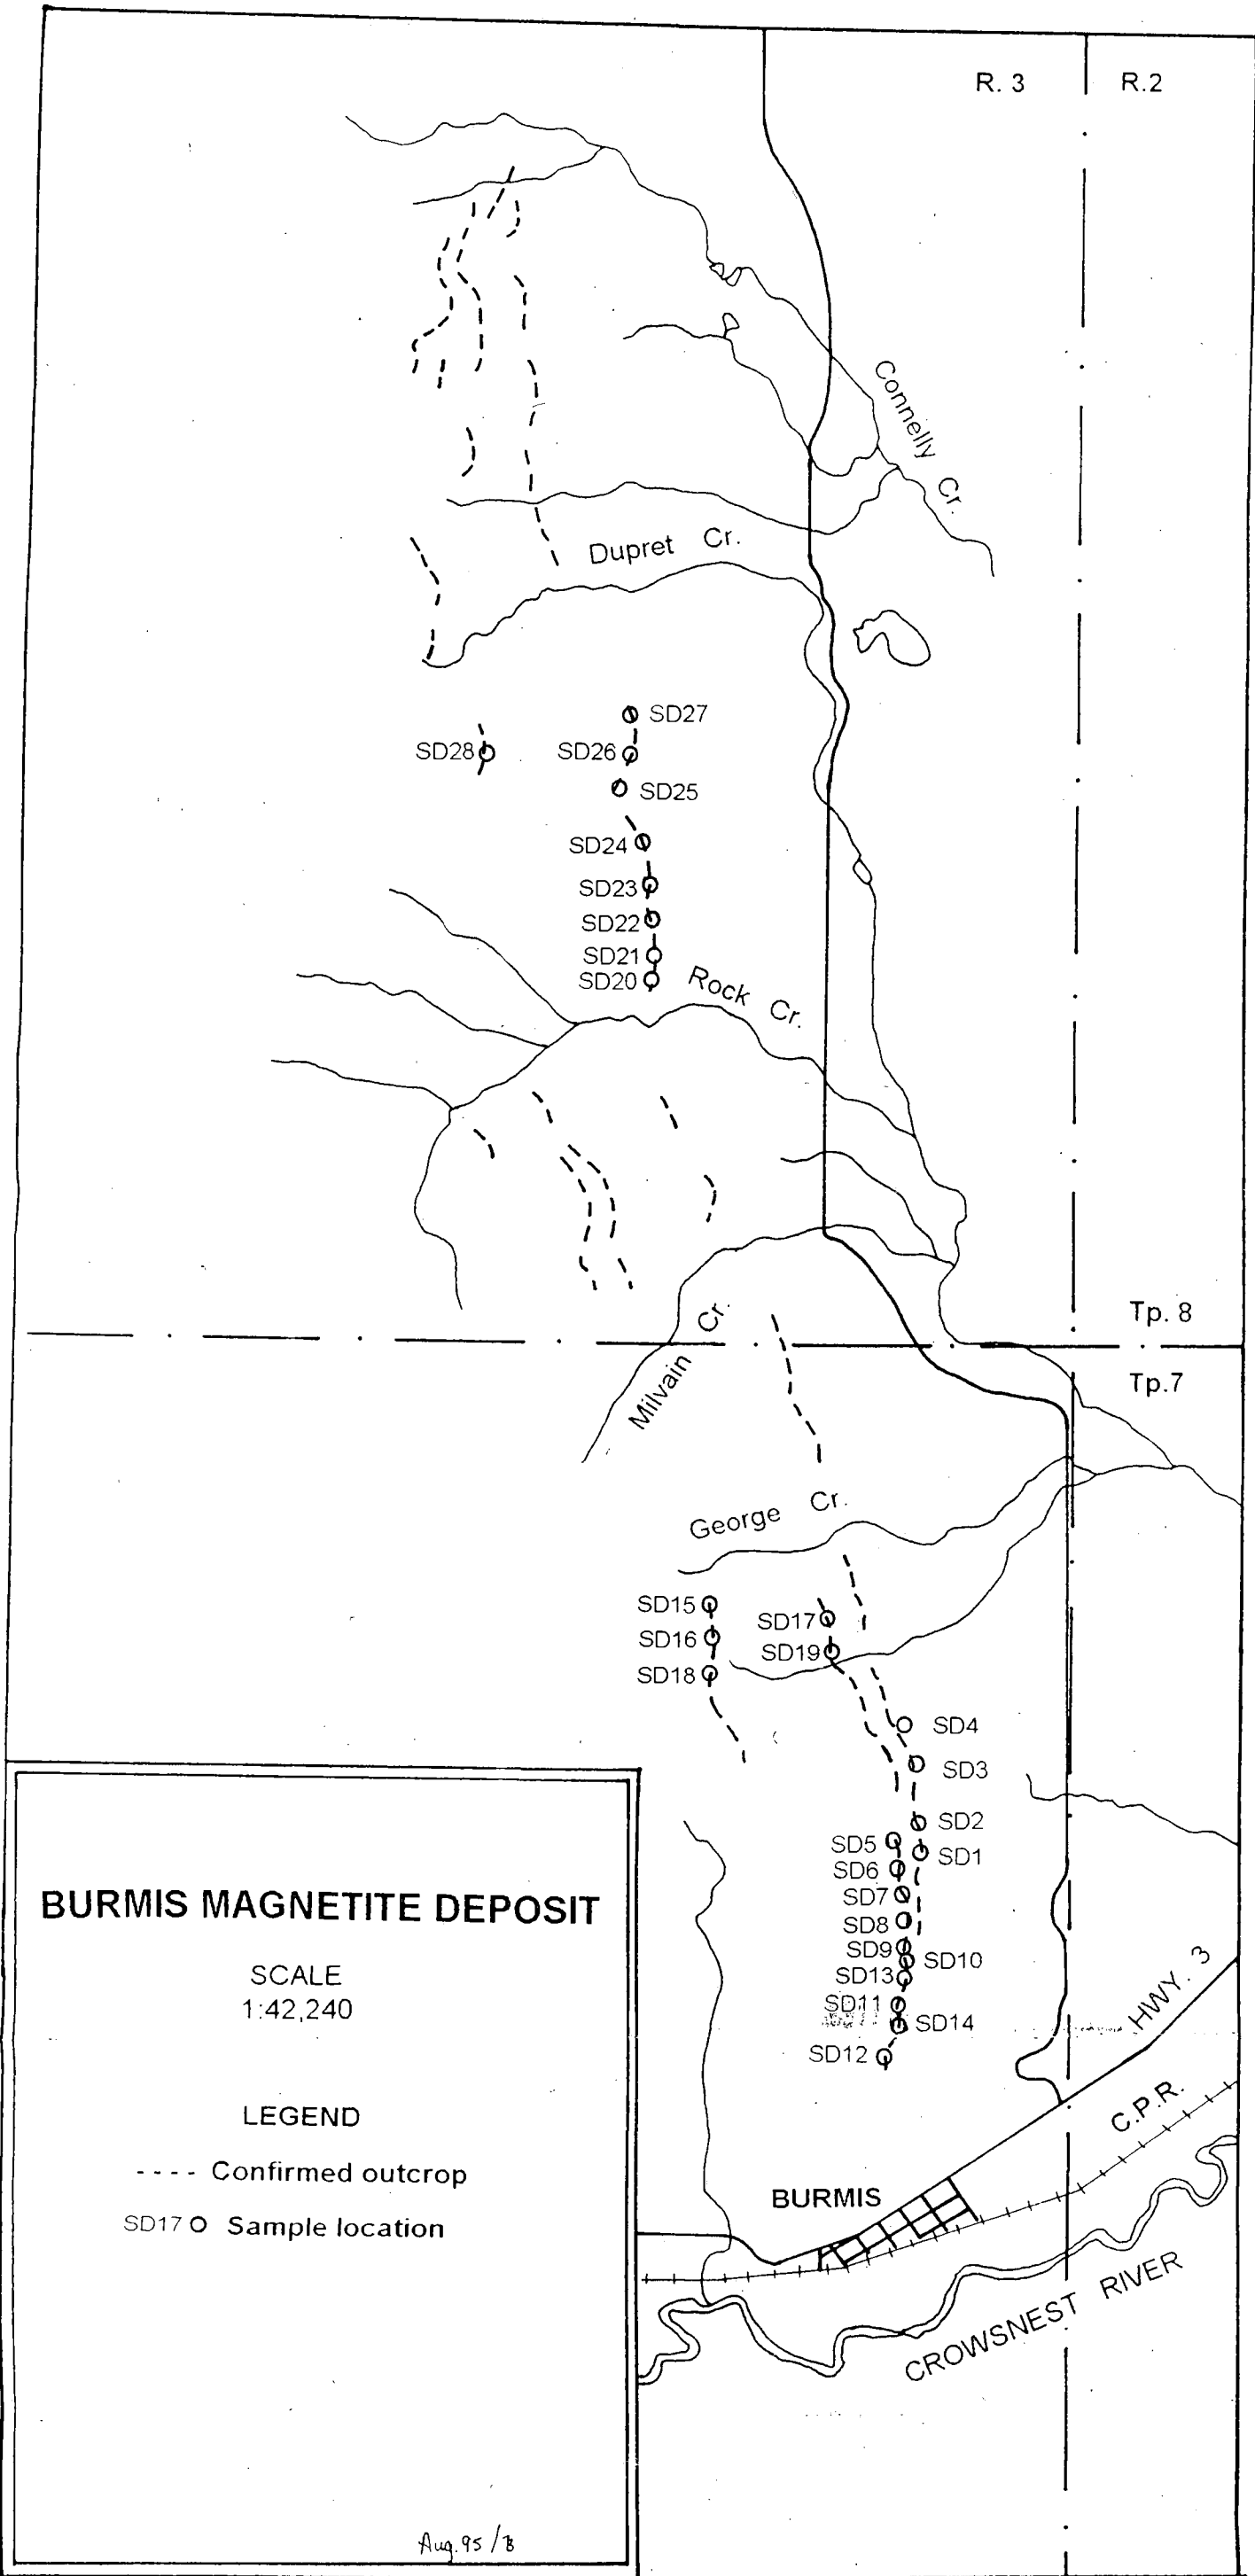 R. 3
R.2
Connelly Cr.
Dupret Cr.
SD27
SD28
SD26
SD25
SD24
SD23
SD22
SD21
SD20
Rock Cr.
Tp. 8
Milvain Cr.
Tp.7
George Cr.
SD15
SD17
SD16
SD19
SD18
SD4
SD3
SD2
SD5
SD1
SD6
SD7
SD8
SD9
SD10
SD13
SD11
SD14
SD12
HWY. 3
C.P.R.
BURMIS
CROWSNEST RIVER
BURMIS MAGNETITE DEPOSIT
SCALE
1:42,240
LEGEND
---- Confirmed outcrop
SD17 O Sample location
Aug. 95 /